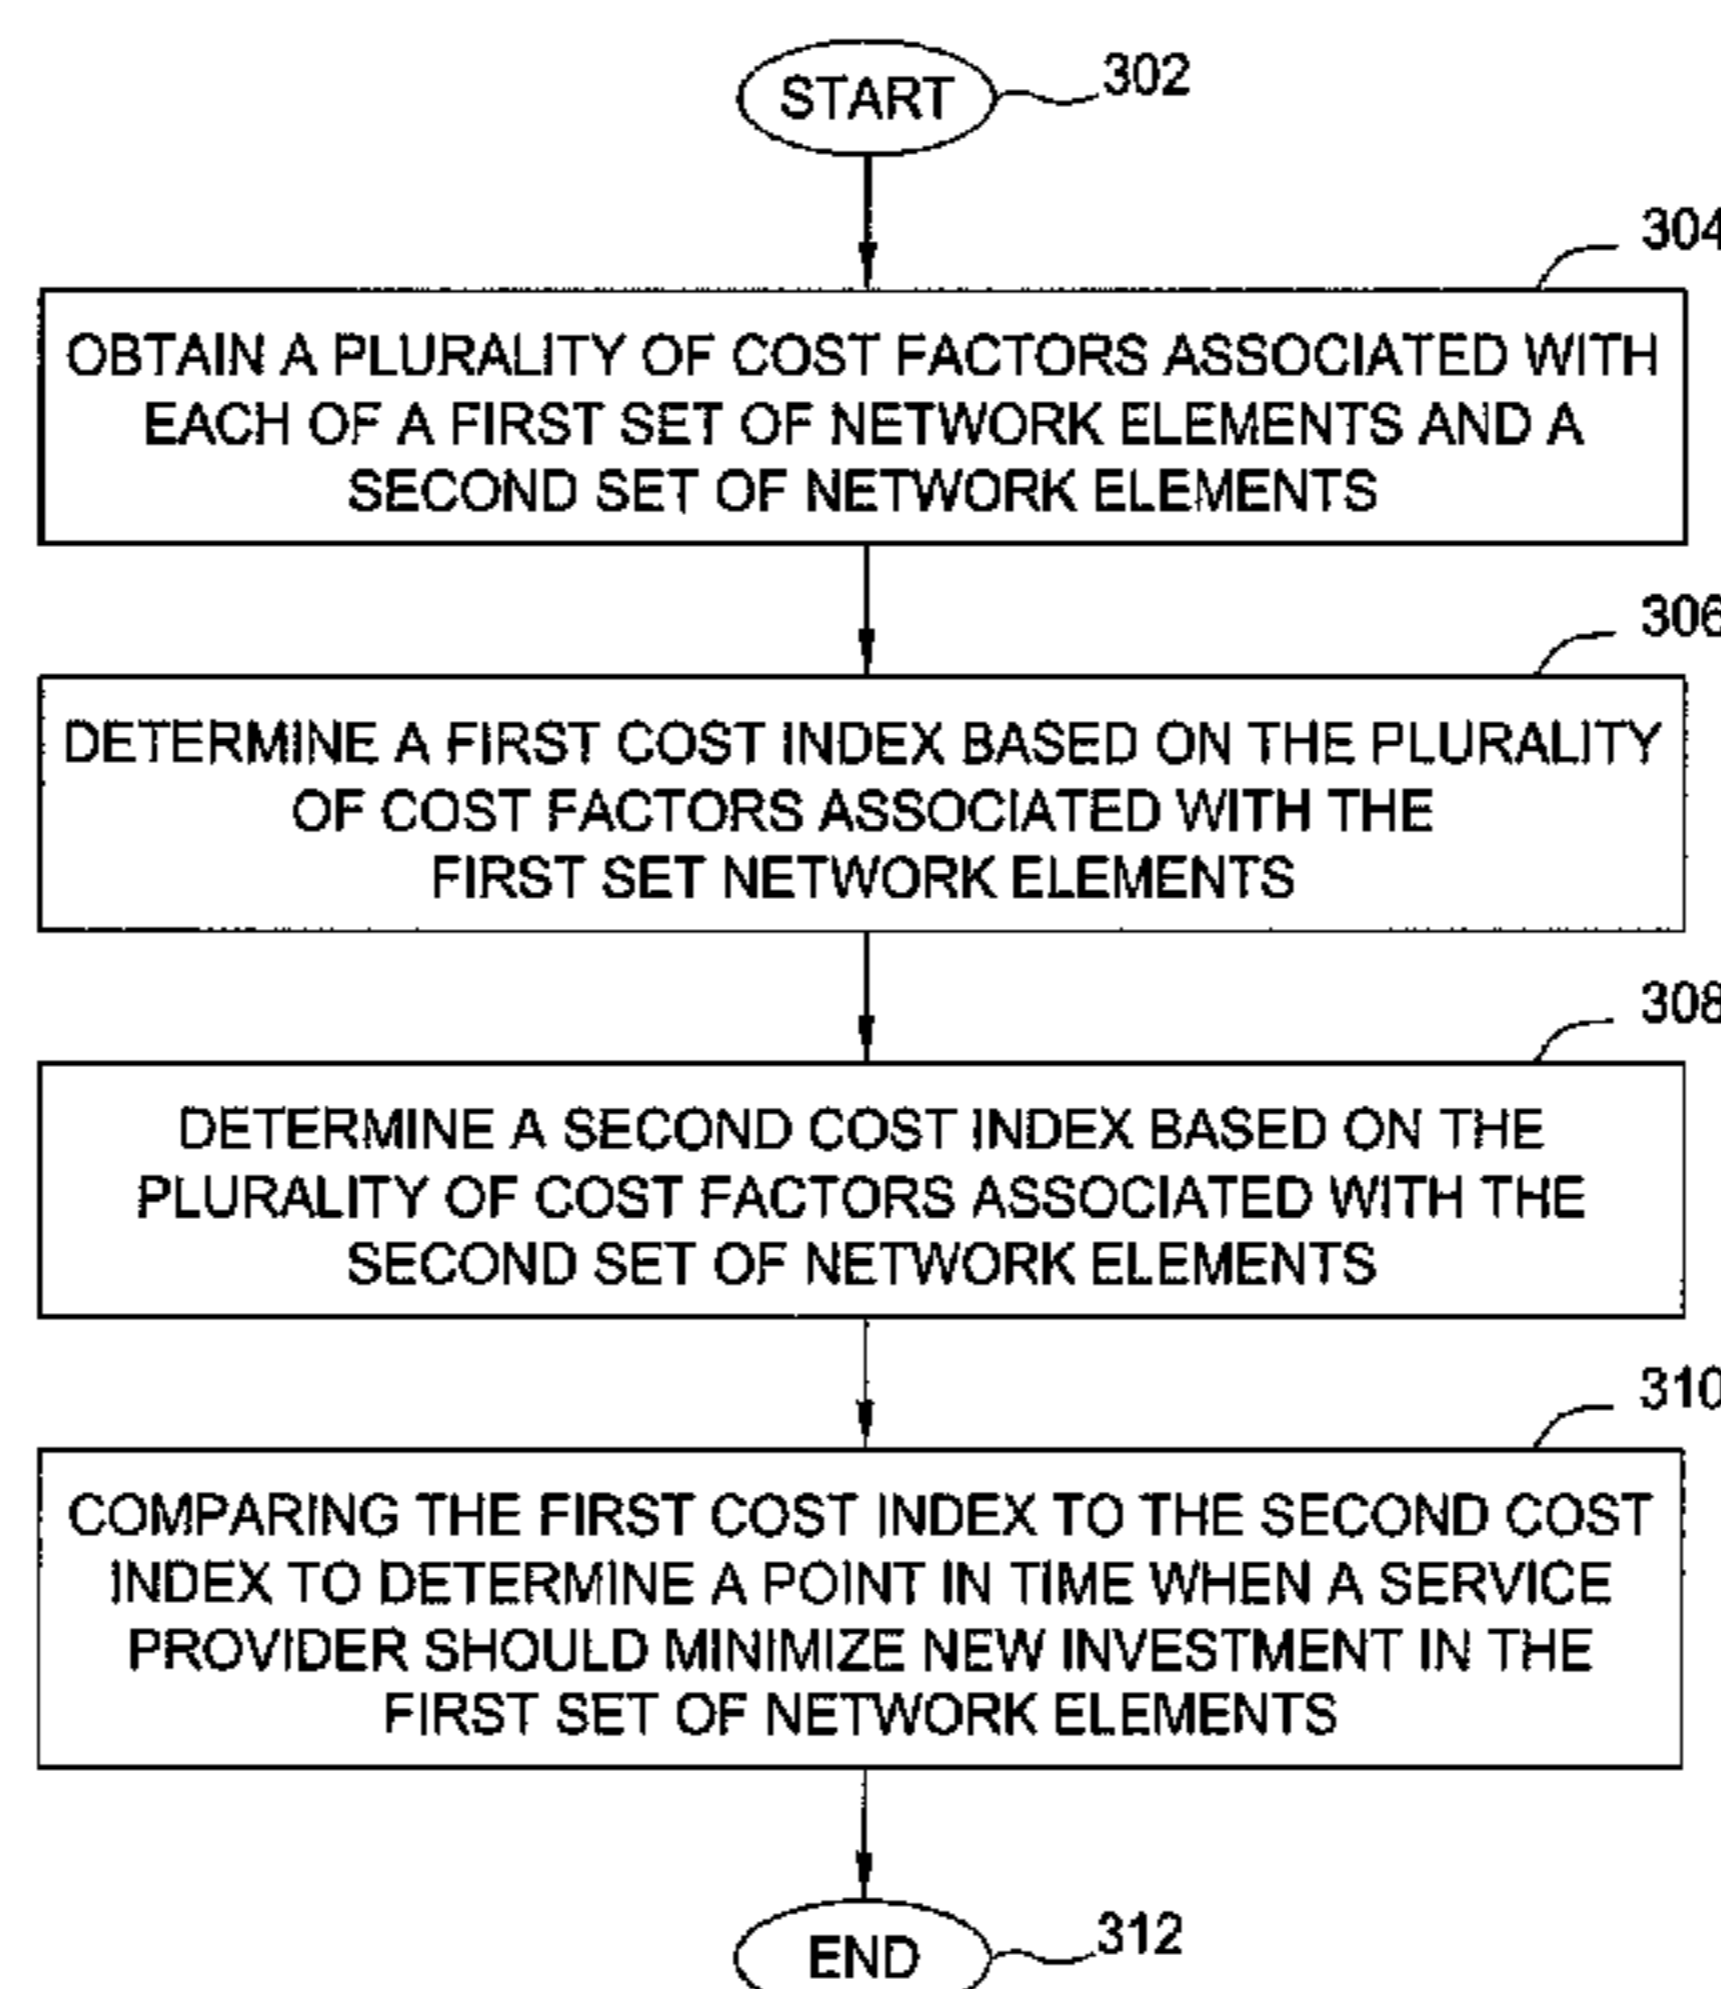 START
302
304
OBTAIN A PLURALITY OF COST FACTORS ASSOCIATED WITH
EACH OF A FIRST SET OF NETWORK ELEMENTS AND A
SECOND SET OF NETWORK ELEMENTS
306
DETERMINE A FIRST COST INDEX BASED ON THE PLURALITY
OF COST FACTORS ASSOCIATED WITH THE
FIRST SET NETWORK ELEMENTS
308
DETERMINE A SECOND COST INDEX BASED ON THE
PLURALITY OF COST FACTORS ASSOCIATED WITH THE
SECOND SET OF NETWORK ELEMENTS
310
COMPARING THE FIRST COST INDEX TO THE SECOND COST
INDEX TO DETERMINE A POINT IN TIME WHEN A SERVICE
PROVIDER SHOULD MINIMIZE NEW INVESTMENT IN THE
FIRST SET OF NETWORK ELEMENTS
END
312